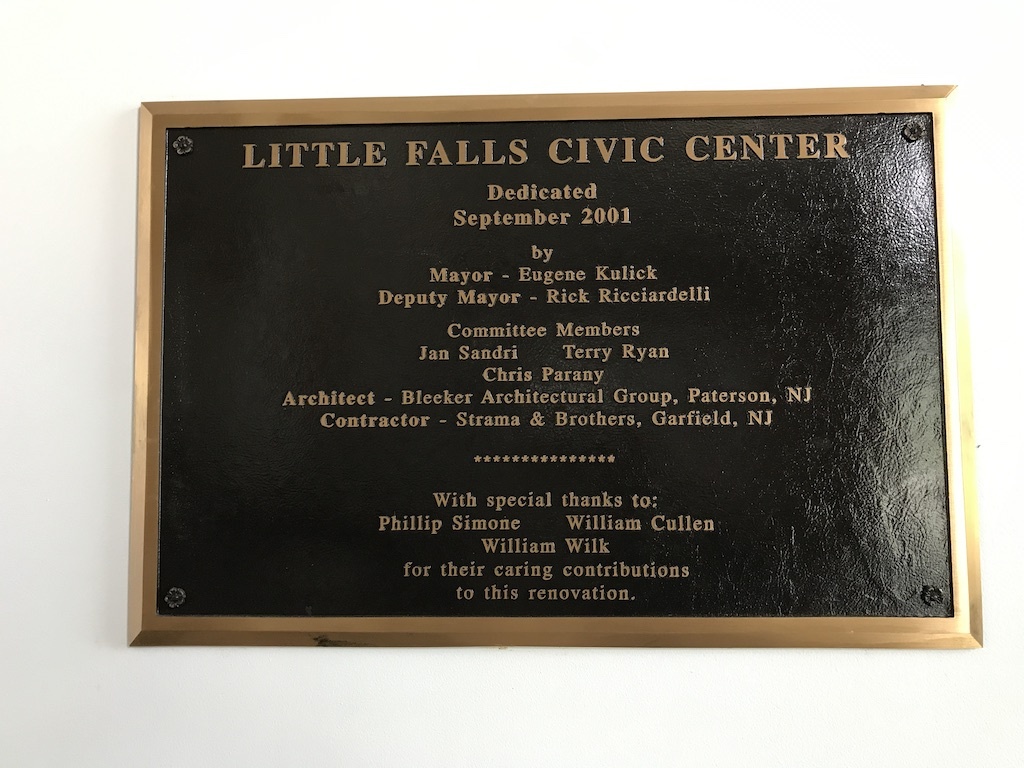 LITTLE FALLS CIVIC CENTER
Dedicated
September 2001
by
Mayor - Eugene Kulick
Deputy Mayor - Rick Ricciardelli
Committee Members
Jan Sandri Terry Ryan
Chris Parany
Architect - Bleeker Architectural Group, Paterson, NJ
Contractor - Strama & Brothers, Garfield, NJ
***************
With special thanks to:
Phillip Simone William Cullen
William Wilk
for their caring contributions
to this renovation.